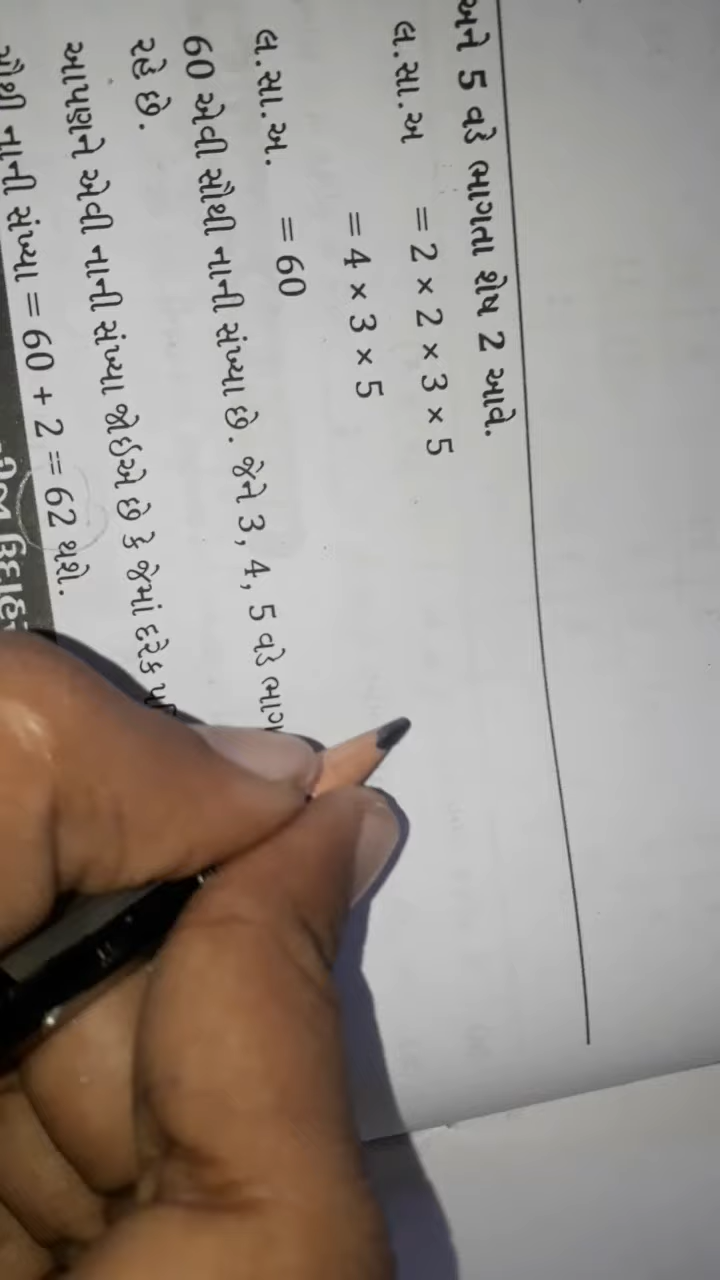 અને 5 વડે ભાગતા શેષ 2 આવે.
લ.સા.અ = 2 × 2 × 3 × 5
= 4 × 3 × 5
લ.સા.અ. = 60
60 એવી સૌથી નાની સંખ્યા છે. જેને 3, 4, 5 વડે
રહે છે.
આપણને એવી નાની સંખ્યા જોઈએ છે કે જેમાં દરેક
સૌથી નાની સંખ્યા = 60 + 2 = 62 થશે.